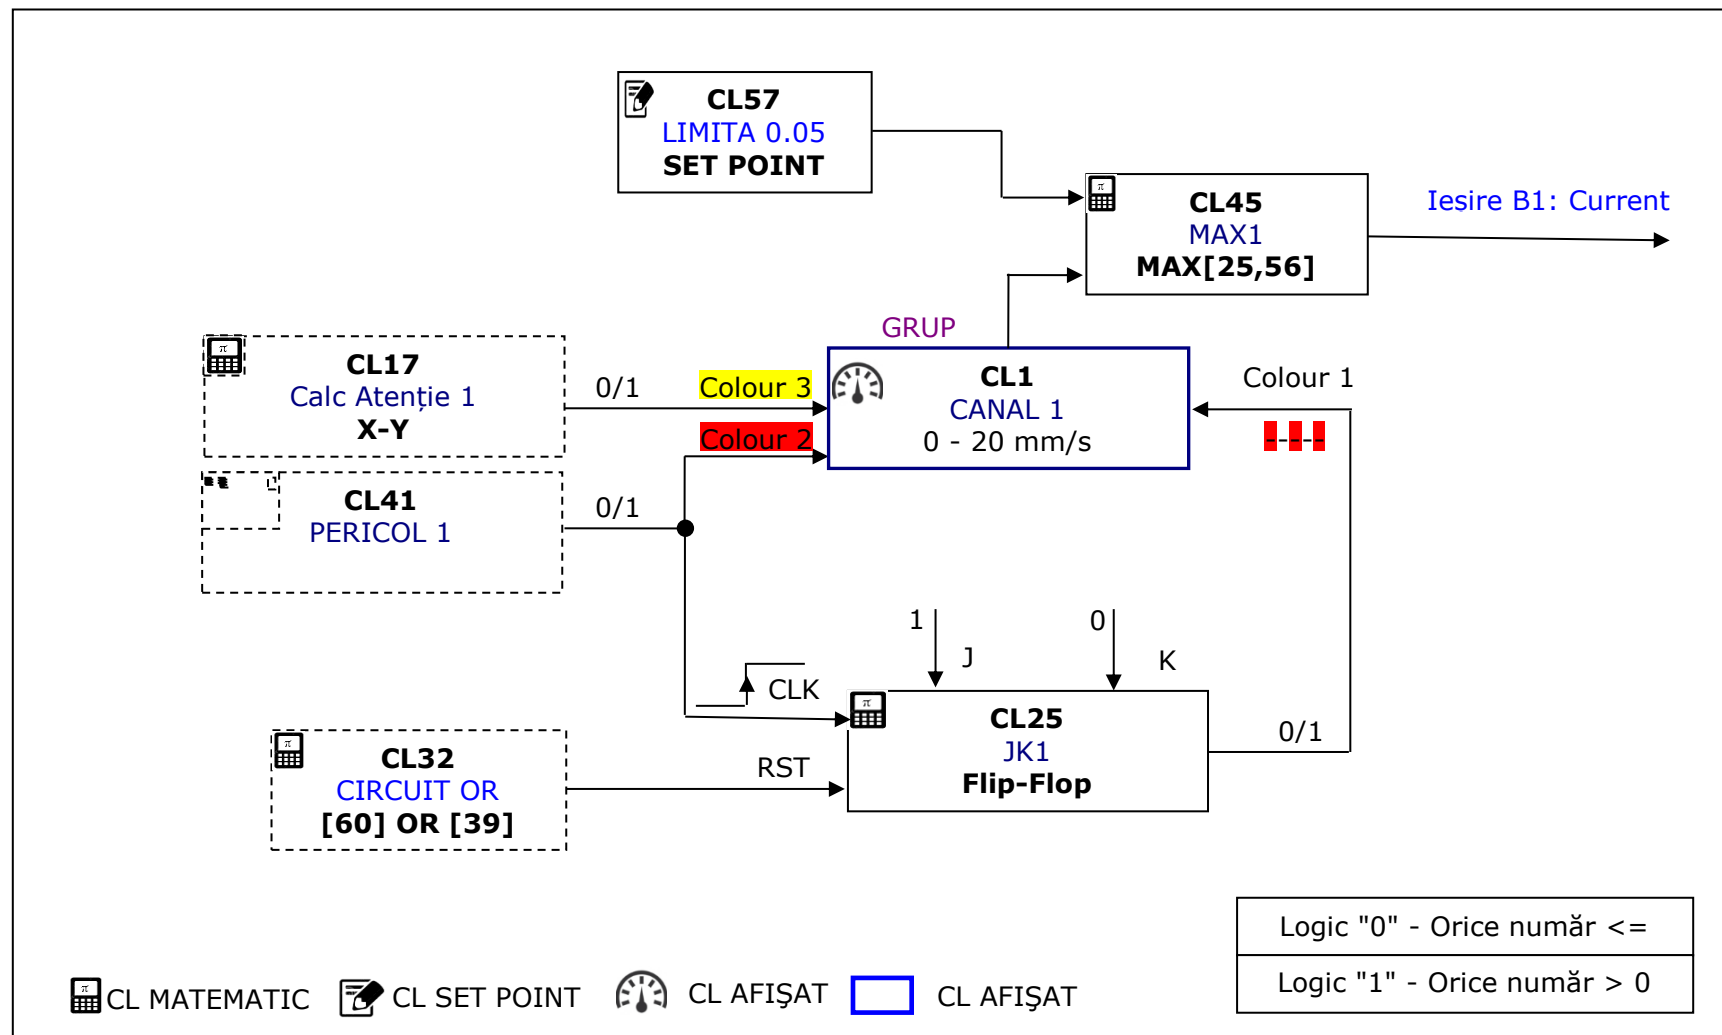 CL57
LIMITA 0.05
SET POINT
CL45
MAX1
MAX[25,56]
Ieșire B1: Current
GRUP
CL17
Calc Atenție 1
X-Y
0/1
Colour 3
CL1
CANAL 1
0 - 20 mm/s
Colour 1
-----
Colour 2
CL41
PERICOL 1
0/1
1
J
0
K
CLK
CL25
JK1
Flip-Flop
0/1
CL32
CIRCUIT OR
[60] OR [39]
RST
Logic "0" - Orice număr <=
Logic "1" - Orice număr > 0
CL MATEMATIC
CL SET POINT
CL AFIŞAT
CL AFIŞAT